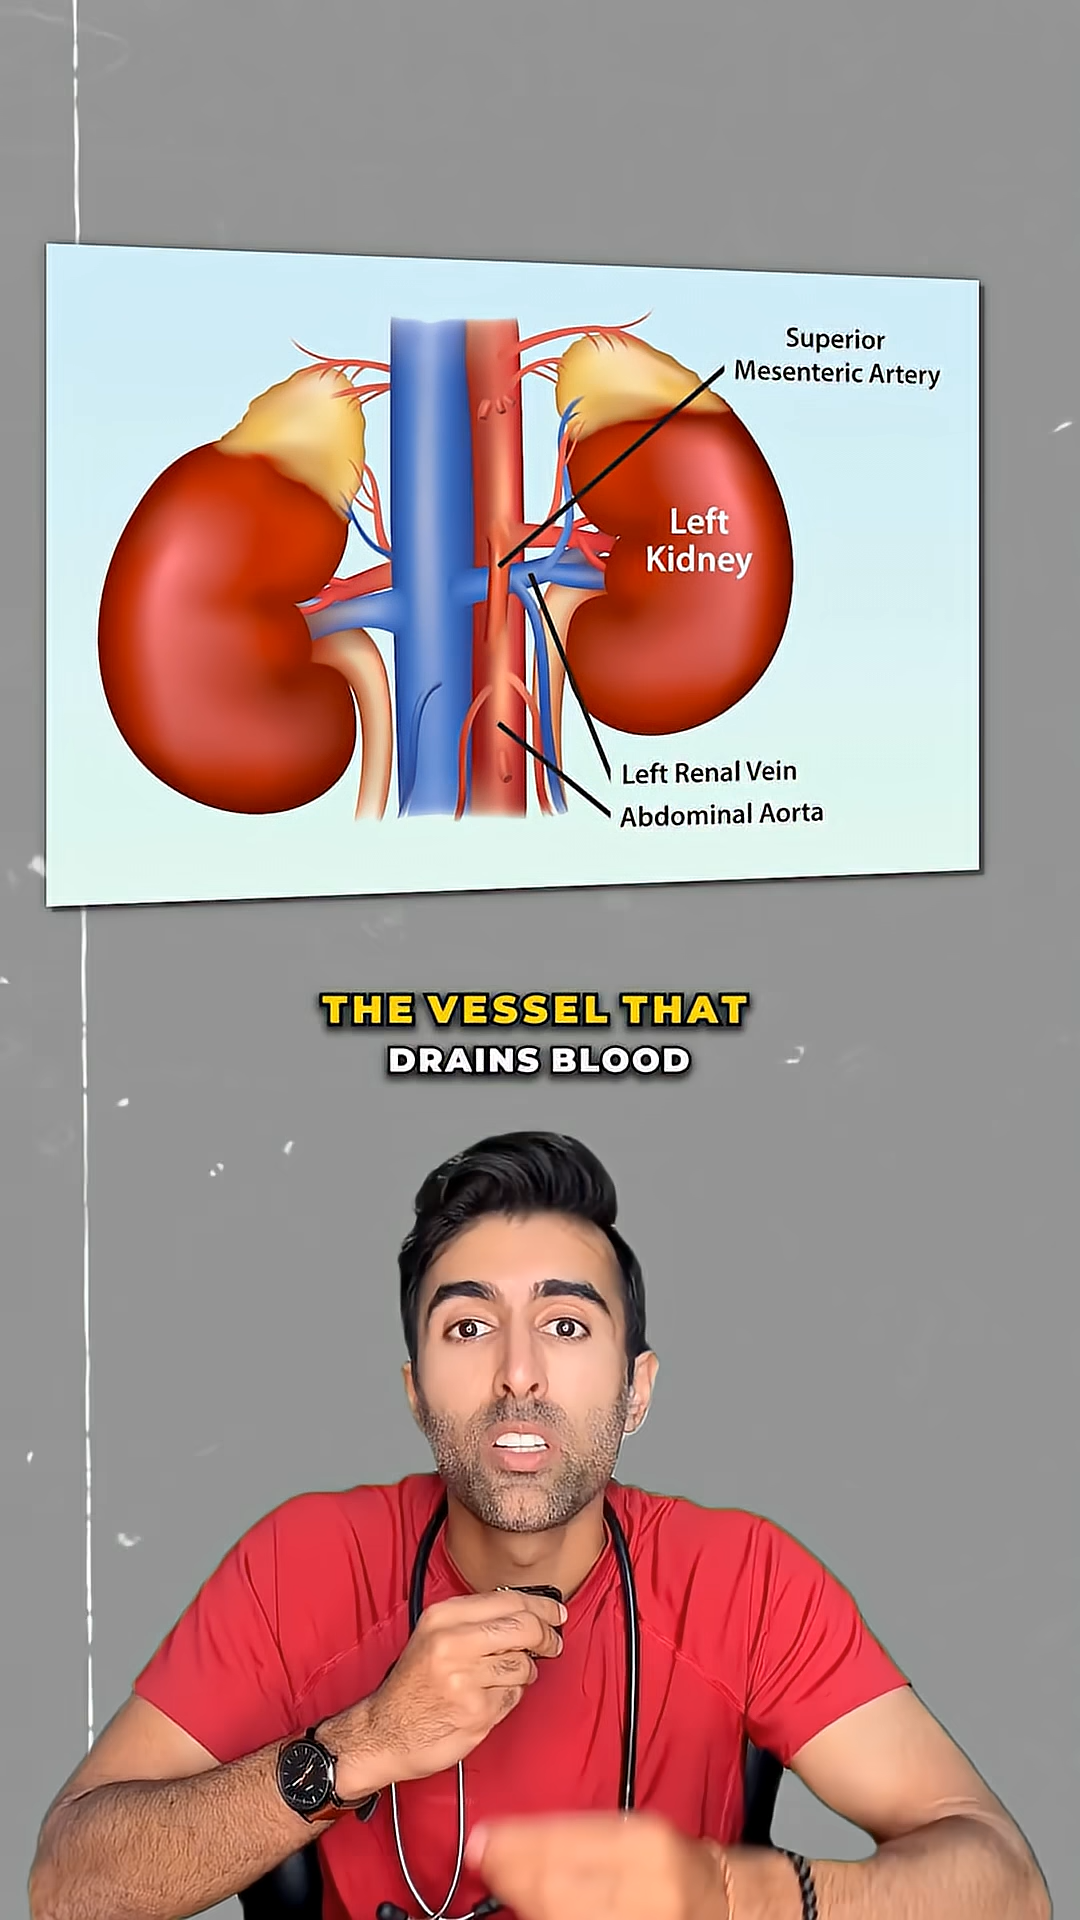 Superior
Mesenteric Artery
Left
Kidney
Left Renal Vein
Abdominal Aorta
THE VESSEL THAT
DRAINS BLOOD